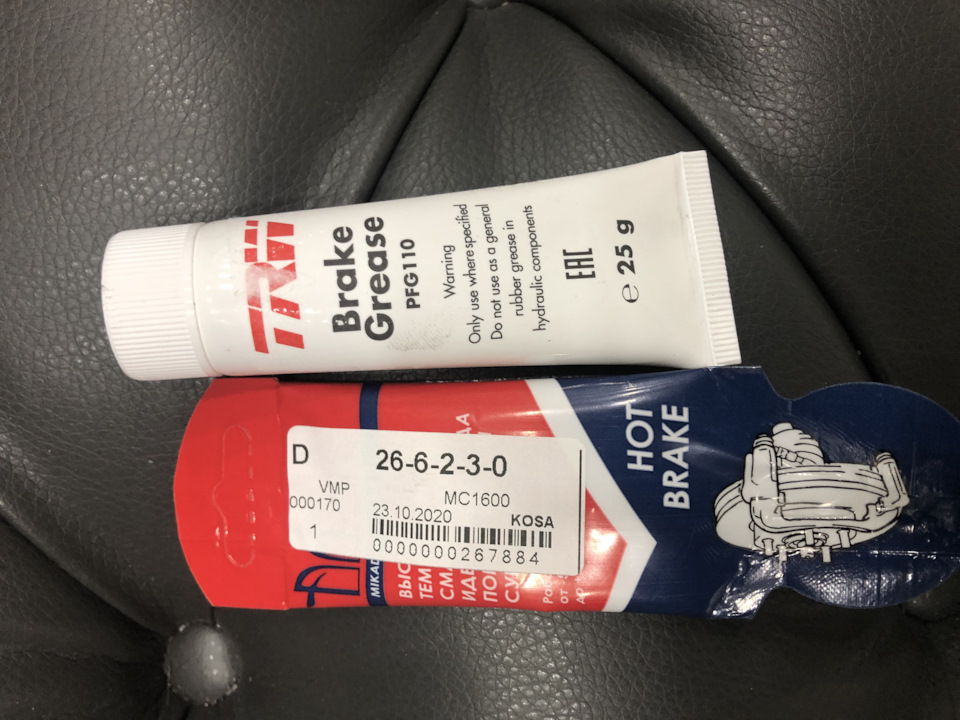 TRW
Brake
Grease
PFG110
Warning
Only use where specified
Do not use as a general
rubber grease in
hydraulic components
EAC
e 25 g
HOT
BRAKE
D
26-6-2-3-0
VMP
MC1600
000170
23.10.2020
KOSA
1
0000000267884